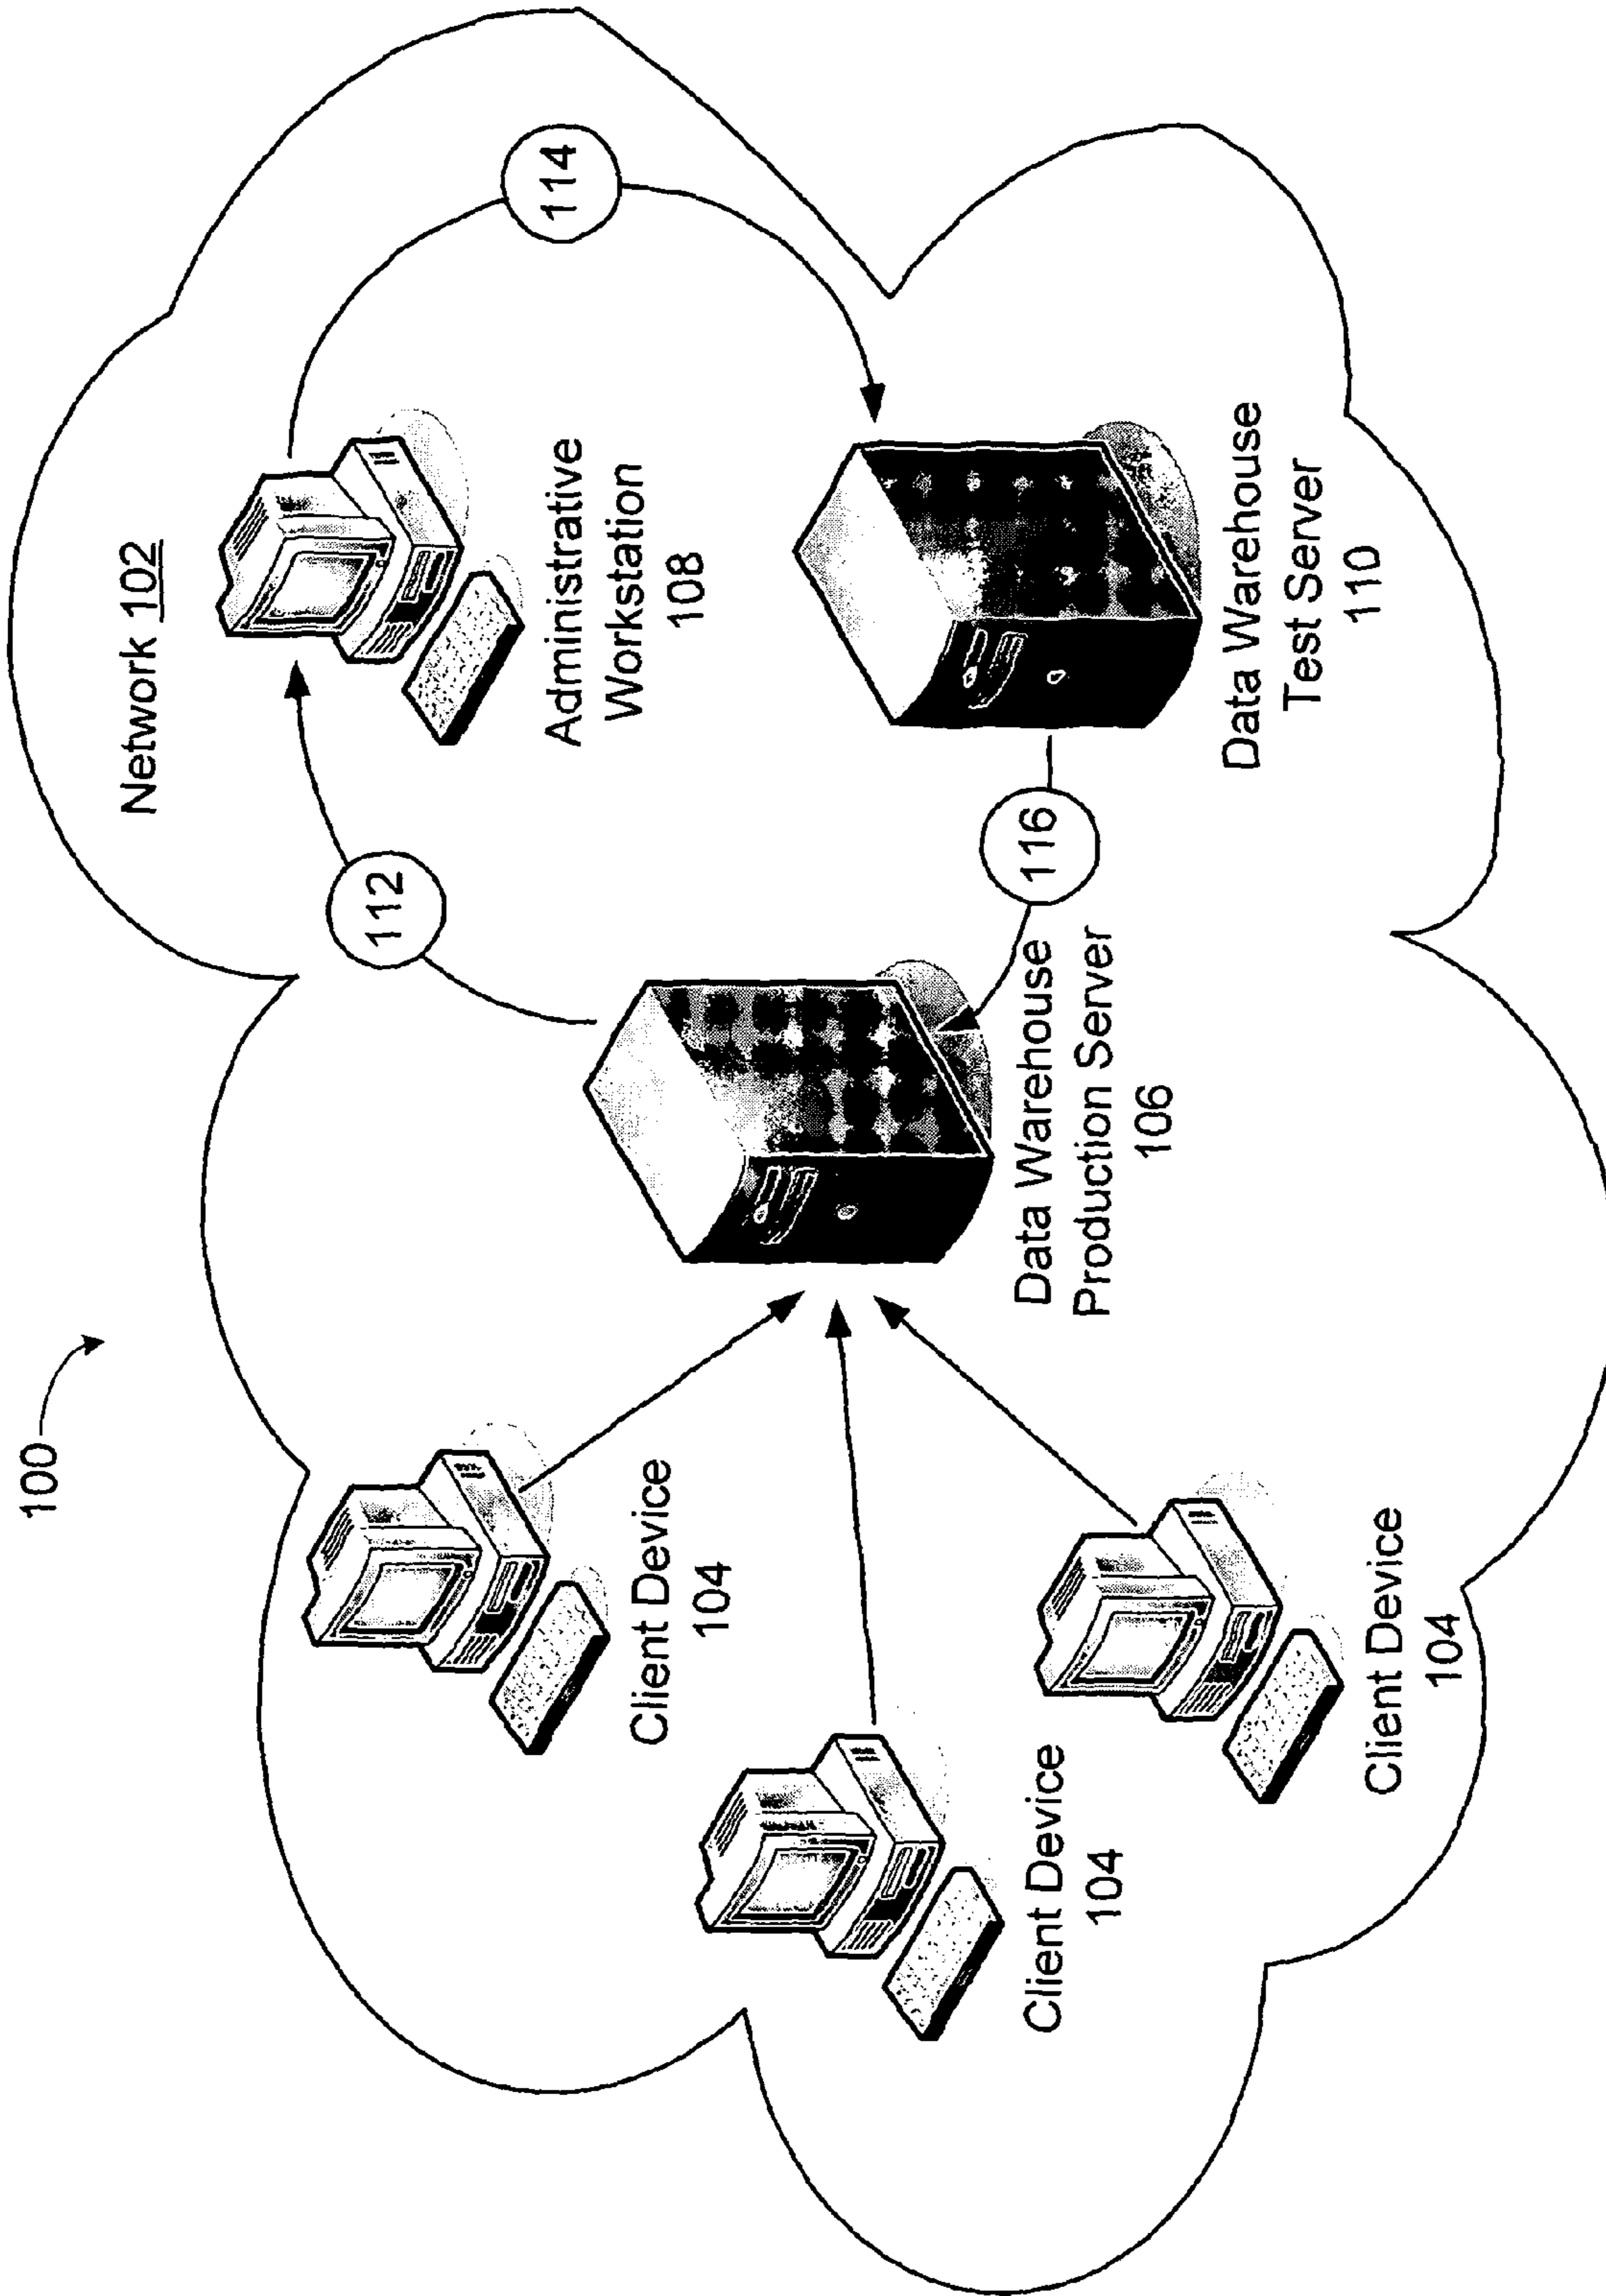 100
Network 102
112
114
Administrative
Workstation
108
Client Device
104
Client Device
104
Client Device
104
Data Warehouse
Production Server
106
116
Data Warehouse
Test Server
110